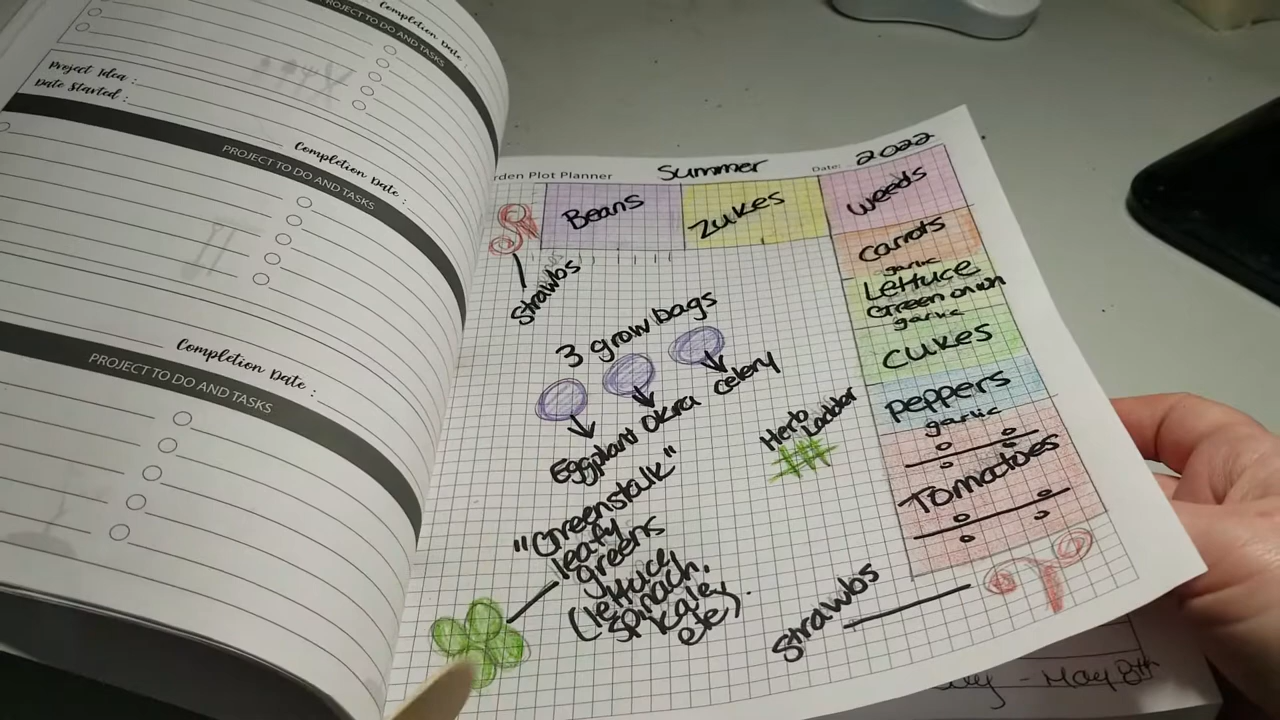 Completion Date :
PROJECT TO DO AND TASKS
Project Idea :
Date Started :
Completion Date :
PROJECT TO DO AND TASKS
Completion Date :
PROJECT TO DO AND TASKS
rden Plot Planner
Summer
Date: 2022
Beans
Zukes
weeds
carrots
garlic
Lettuce
Green onion
garlic
cukes
peppers
garlic
Tomatoes
strawbs
3 grow bags
Eggplant
Okra
celery
Herb
Ladder
"Greenstalk"
leafy
greens
(lettuce,
spinach,
kaley
etc).
strawbs
- May 8th